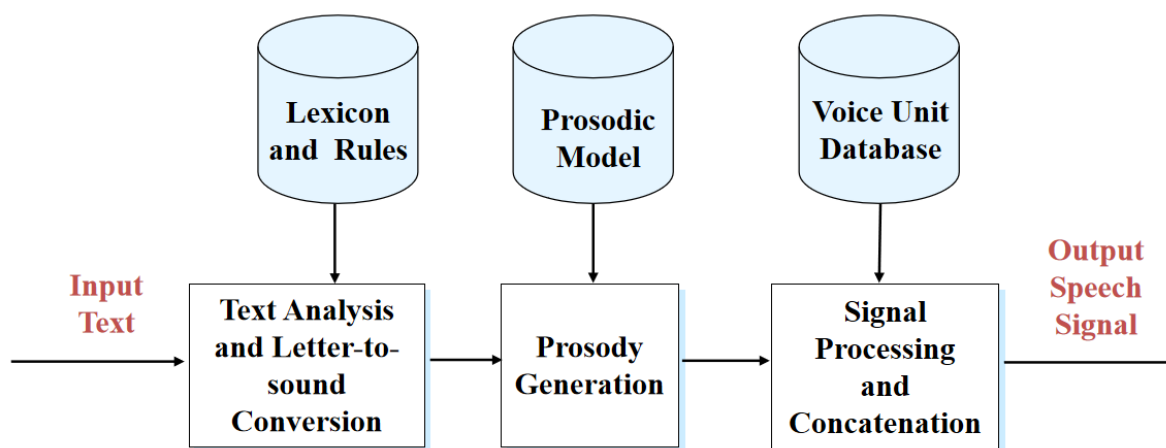 Lexicon
and Rules
Prosodic
Model
Voice Unit
Database
Input
Text
Text Analysis
and Letter-to-
sound
Conversion
Prosody
Generation
Signal
Processing
and
Concatenation
Output
Speech
Signal